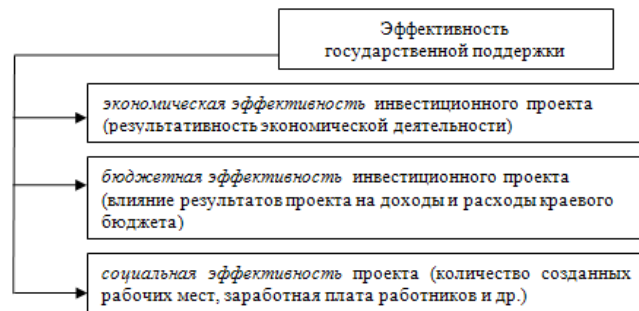 Эффективность
государственной поддержки
экономическая эффективность инвестиционного проекта
(результативность экономической деятельности)
бюджетная эффективность инвестиционного проекта
(влияние результатов проекта на доходы и расходы краевого
бюджета)
социальная эффективность проекта (количество созданных
рабочих мест, заработная плата работников и др.)